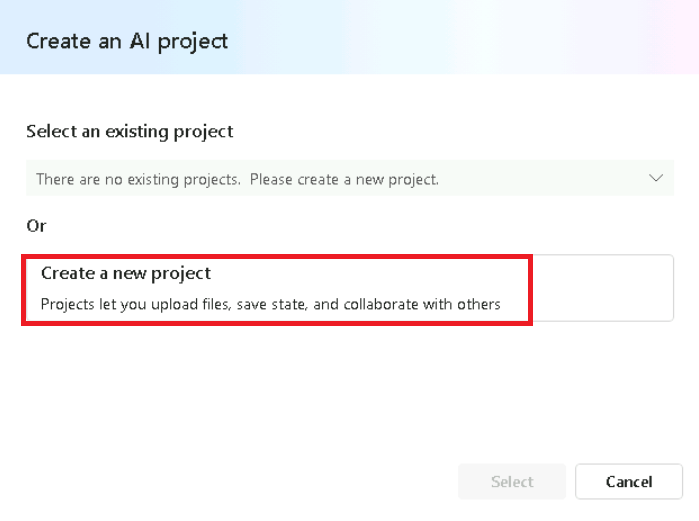 Create an AI project
Select an existing project
There are no existing projects. Please create a new project.
Or
Create a new project
Projects let you upload files, save state, and collaborate with others
Select
Cancel